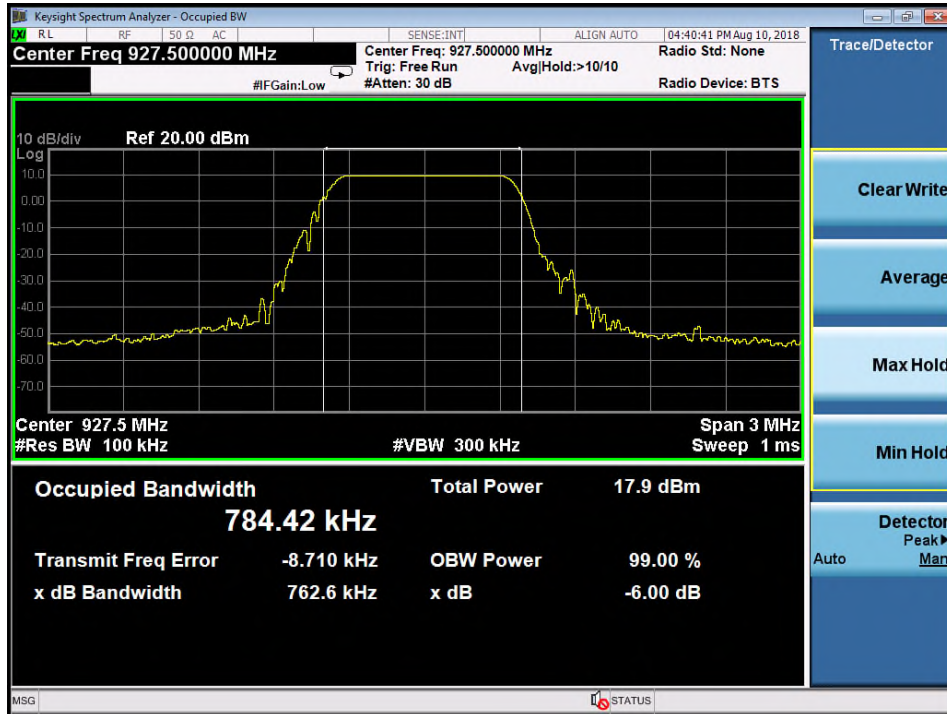 Keysight Spectrum Analyzer - Occupied BW
LXI RL RF 50 Ω AC SENSE:INT ALIGN AUTO 04:40:41 PM Aug 10, 2018
Center Freq 927.500000 MHz Center Freq: 927.500000 MHz Radio Std: None
Trig: Free Run Avg|Hold:>10/10
#IFGain:Low #Atten: 30 dB Radio Device: BTS
Trace/Detector
10 dB/div Ref 20.00 dBm
Log
10.0
0.00
-10.0
-20.0
-30.0
-40.0
-50.0
-60.0
-70.0
Center 927.5 MHz Span 3 MHz
#Res BW 100 kHz #VBW 300 kHz Sweep 1 ms
Occupied Bandwidth Total Power 17.9 dBm
784.42 kHz
Transmit Freq Error -8.710 kHz OBW Power 99.00 %
x dB Bandwidth 762.6 kHz x dB -6.00 dB
Clear Write
Average
Max Hold
Min Hold
Detector
Peak▶
Auto Man
MSG STATUS